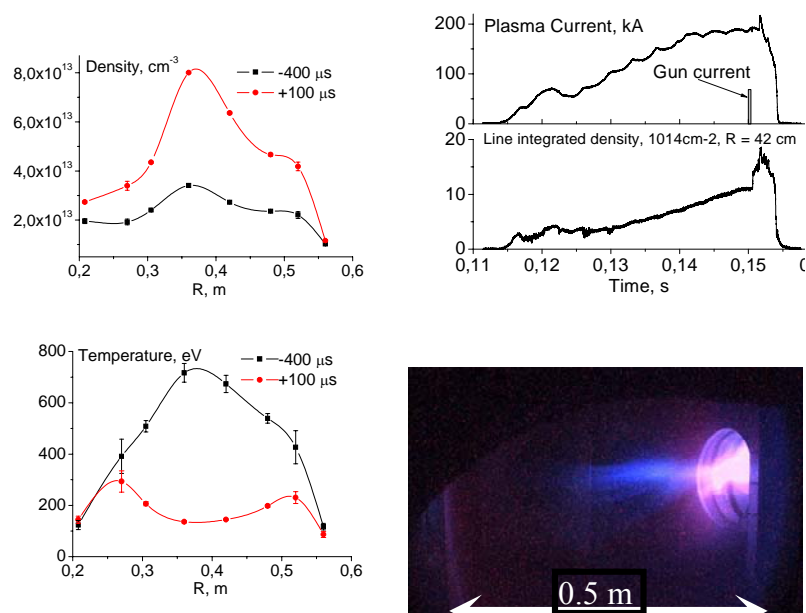 Density, cm-3
-400 μs
+100 μs
8,0x10^13
6,0x10^13
4,0x10^13
2,0x10^13
0,2 0,3 0,4 0,5 0,6
R, m
Plasma Current, kA
200
100
0
Gun current
Line integrated density, 1014cm-2, R = 42 cm
20
10
0
0,11 0,12 0,13 0,14 0,15 0
Time, s
Temperature, eV
-400 μs
+100 μs
800
600
400
200
0
0,2 0,3 0,4 0,5 0,6
R, m
0.5 m